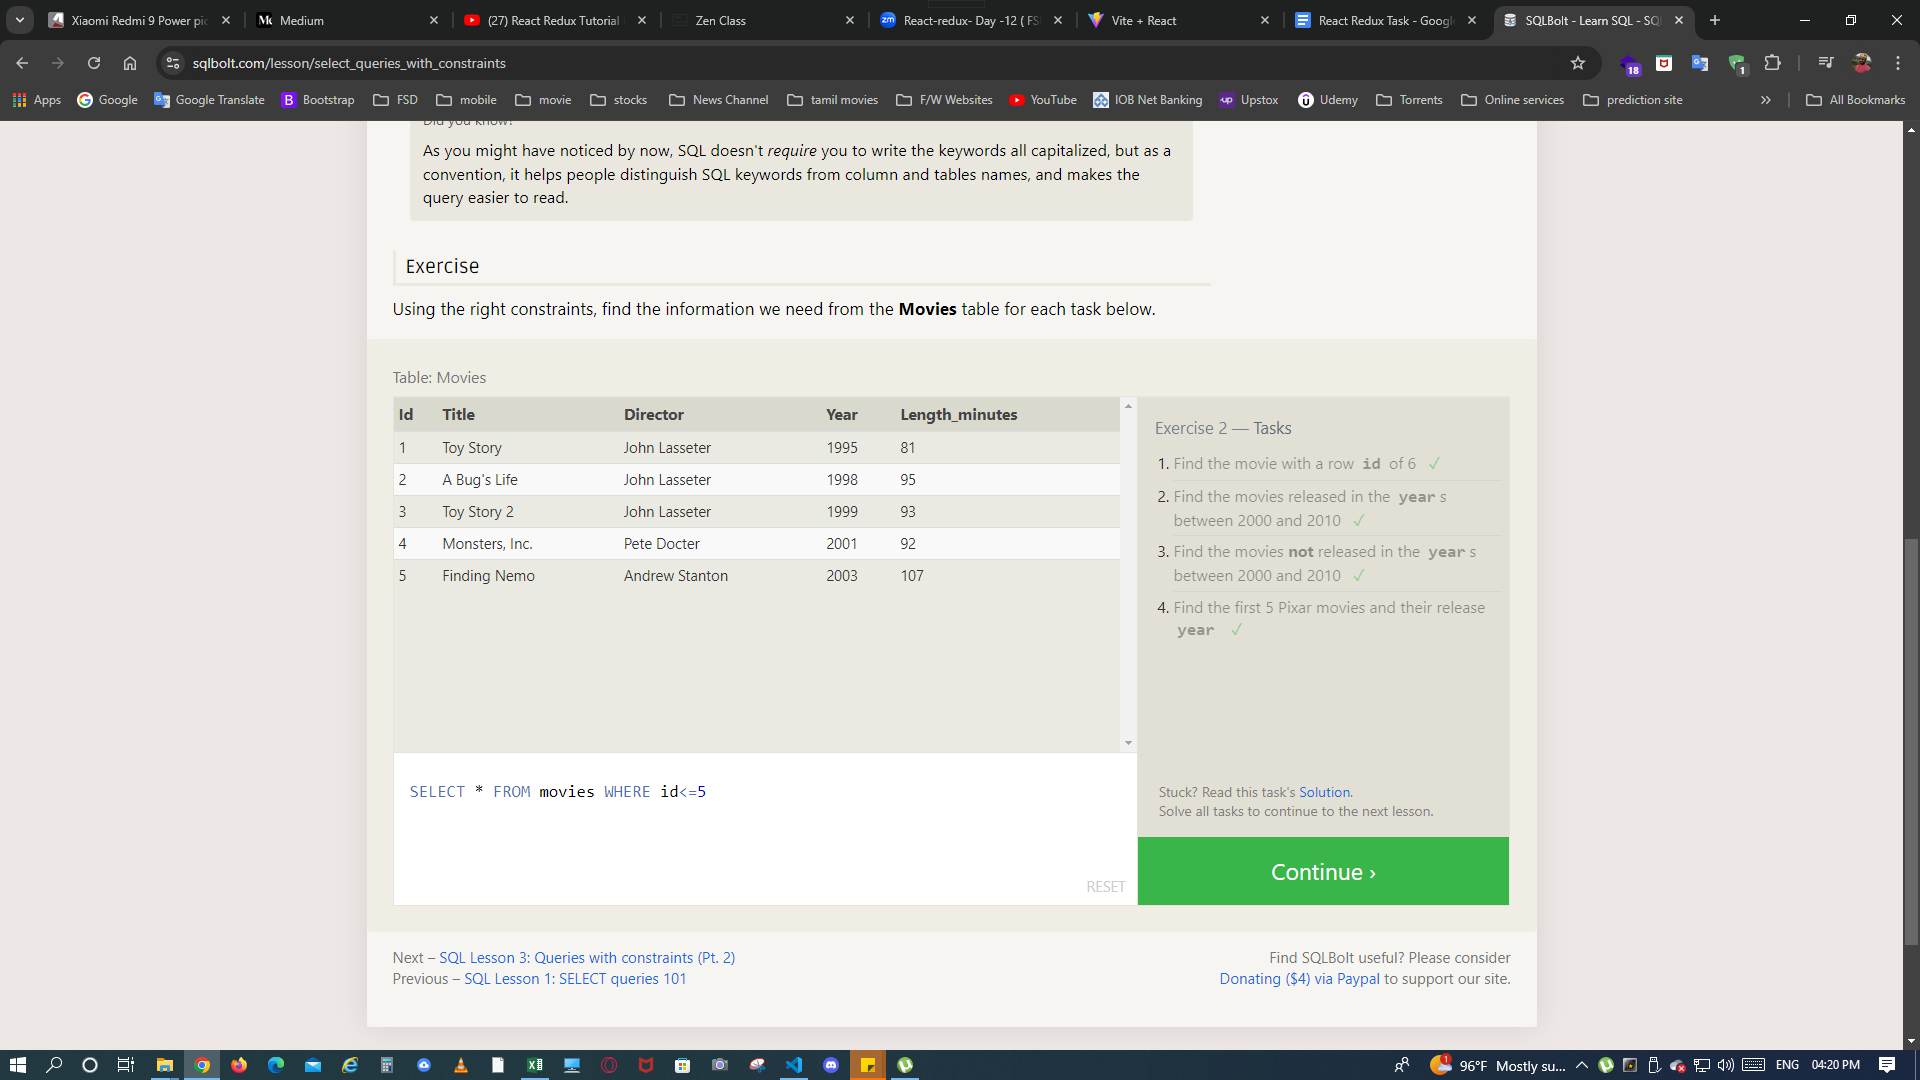 Xiaomi Redmi 9 Power pic
Medium
(27) React Redux Tutorial
Zen Class
React-redux- Day -12 ( FS
Vite + React
React Redux Task - Googl
SQLBolt - Learn SQL - SQ
sqlbolt.com/lesson/select_queries_with_constraints
18
1
Apps
Google
Google Translate
Bootstrap
FSD
mobile
movie
stocks
News Channel
tamil movies
F/W Websites
YouTube
IOB Net Banking
Upstox
Udemy
Torrents
Online services
prediction site
All Bookmarks
Did you know?
As you might have noticed by now, SQL doesn't require you to write the keywords all capitalized, but as a
convention, it helps people distinguish SQL keywords from column and tables names, and makes the
query easier to read.
Exercise
Using the right constraints, find the information we need from the Movies table for each task below.
Table: Movies
Id Title Director Year Length_minutes
1 Toy Story John Lasseter 1995 81
2 A Bug's Life John Lasseter 1998 95
3 Toy Story 2 John Lasseter 1999 93
4 Monsters, Inc. Pete Docter 2001 92
5 Finding Nemo Andrew Stanton 2003 107
SELECT * FROM movies WHERE id<=5
RESET
Exercise 2 — Tasks
1. Find the movie with a row id of 6 ✓
2. Find the movies released in the year s
between 2000 and 2010 ✓
3. Find the movies not released in the year s
between 2000 and 2010 ✓
4. Find the first 5 Pixar movies and their release
year ✓
Stuck? Read this task's Solution.
Solve all tasks to continue to the next lesson.
Continue ›
Next – SQL Lesson 3: Queries with constraints (Pt. 2)
Previous – SQL Lesson 1: SELECT queries 101
Find SQLBolt useful? Please consider
Donating ($4) via Paypal to support our site.
1
96°F Mostly su...
ENG
04:20 PM